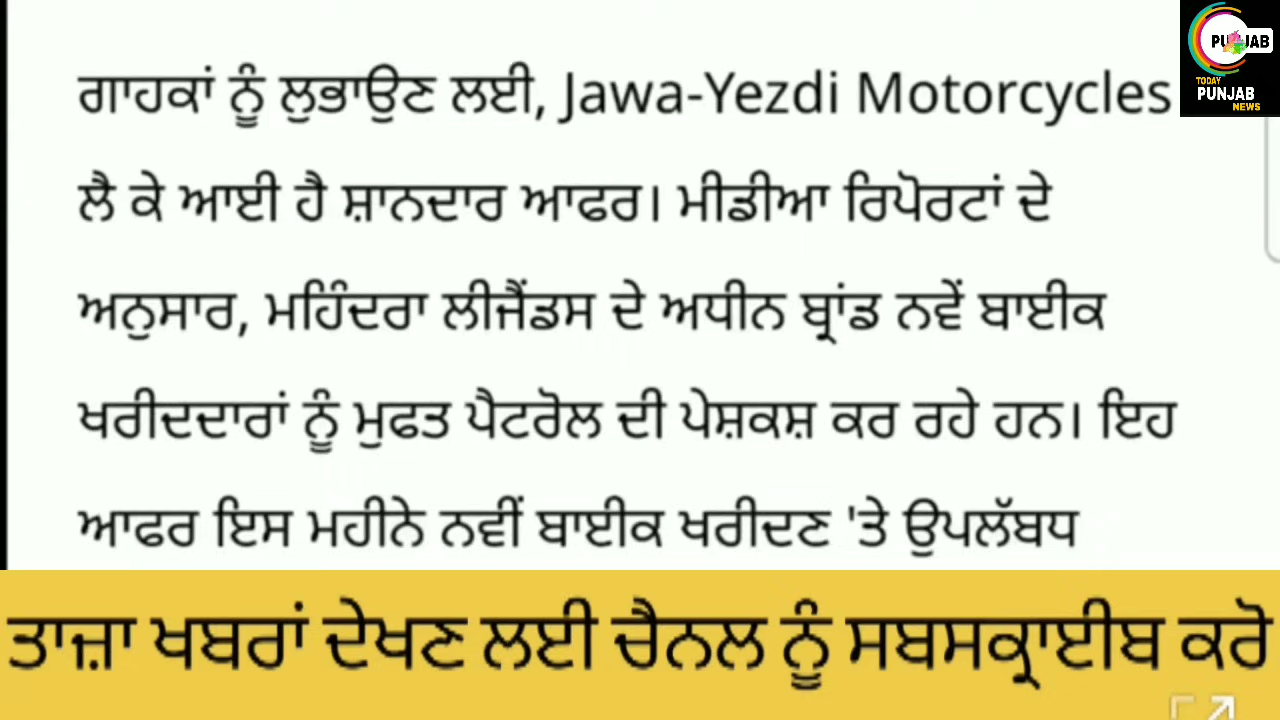 ਗਾਹਕਾਂ ਨੂੰ ਲੁਭਾਉਣ ਲਈ, Jawa-Yezdi Motorcycles
ਲੈ ਕੇ ਆਈ ਹੈ ਸ਼ਾਨਦਾਰ ਆਫਰ। ਮੀਡੀਆ ਰਿਪੋਰਟਾਂ ਦੇ
ਅਨੁਸਾਰ, ਮਹਿੰਦਰਾ ਲੀਜੈਂਡਸ ਦੇ ਅਧੀਨ ਬ੍ਰਾਂਡ ਨਵੇਂ ਬਾਈਕ
ਖਰੀਦਦਾਰਾਂ ਨੂੰ ਮੁਫਤ ਪੈਟਰੋਲ ਦੀ ਪੇਸ਼ਕਸ਼ ਕਰ ਰਹੇ ਹਨ। ਇਹ
ਆਫਰ ਇਸ ਮਹੀਨੇ ਨਵੀਂ ਬਾਈਕ ਖਰੀਦਣ 'ਤੇ ਉਪਲੱਬਧ
ਤਾਜ਼ਾ ਖਬਰਾਂ ਦੇਖਣ ਲਈ ਚੈਨਲ ਨੂੰ ਸਬਸਕ੍ਰਾਈਬ ਕਰੋ
PUNJAB
TODAY
PUNJAB
NEWS